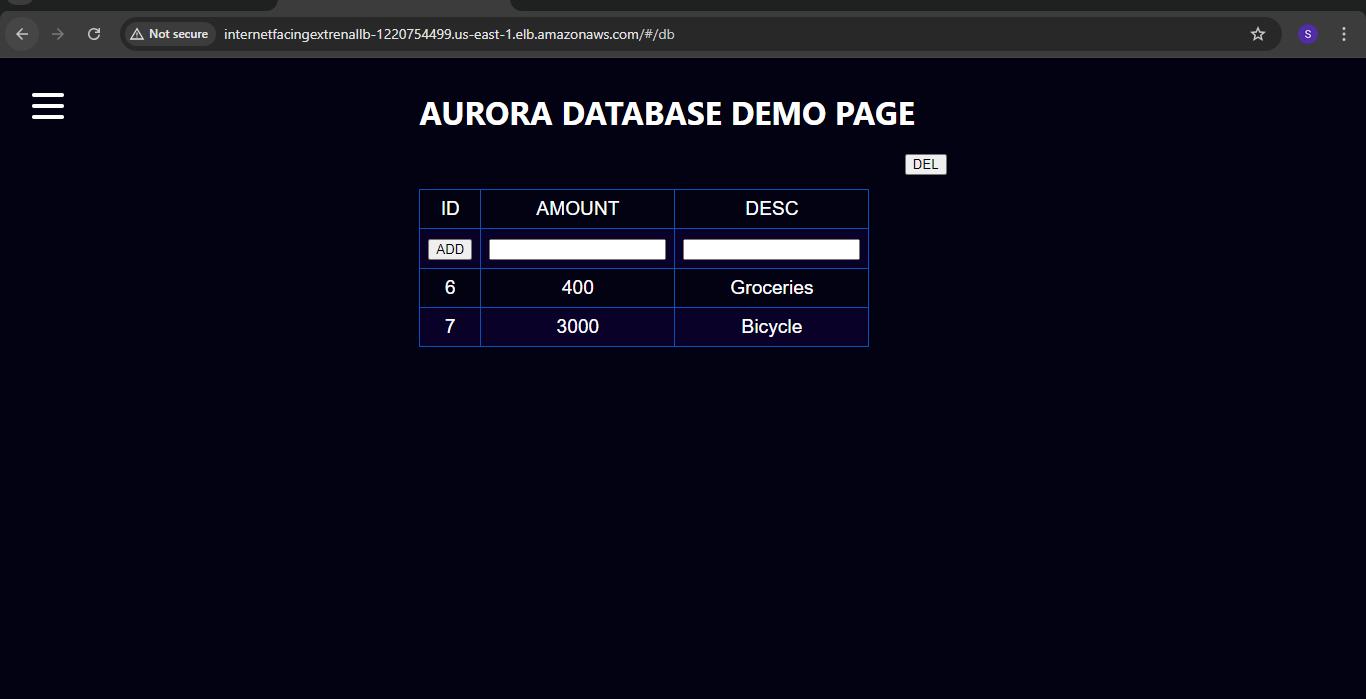 Not secure internetfacingextrenallb-1220754499.us-east-1.elb.amazonaws.com/#/db S
AURORA DATABASE DEMO PAGE
DEL
ID AMOUNT DESC
ADD
6 400 Groceries
7 3000 Bicycle